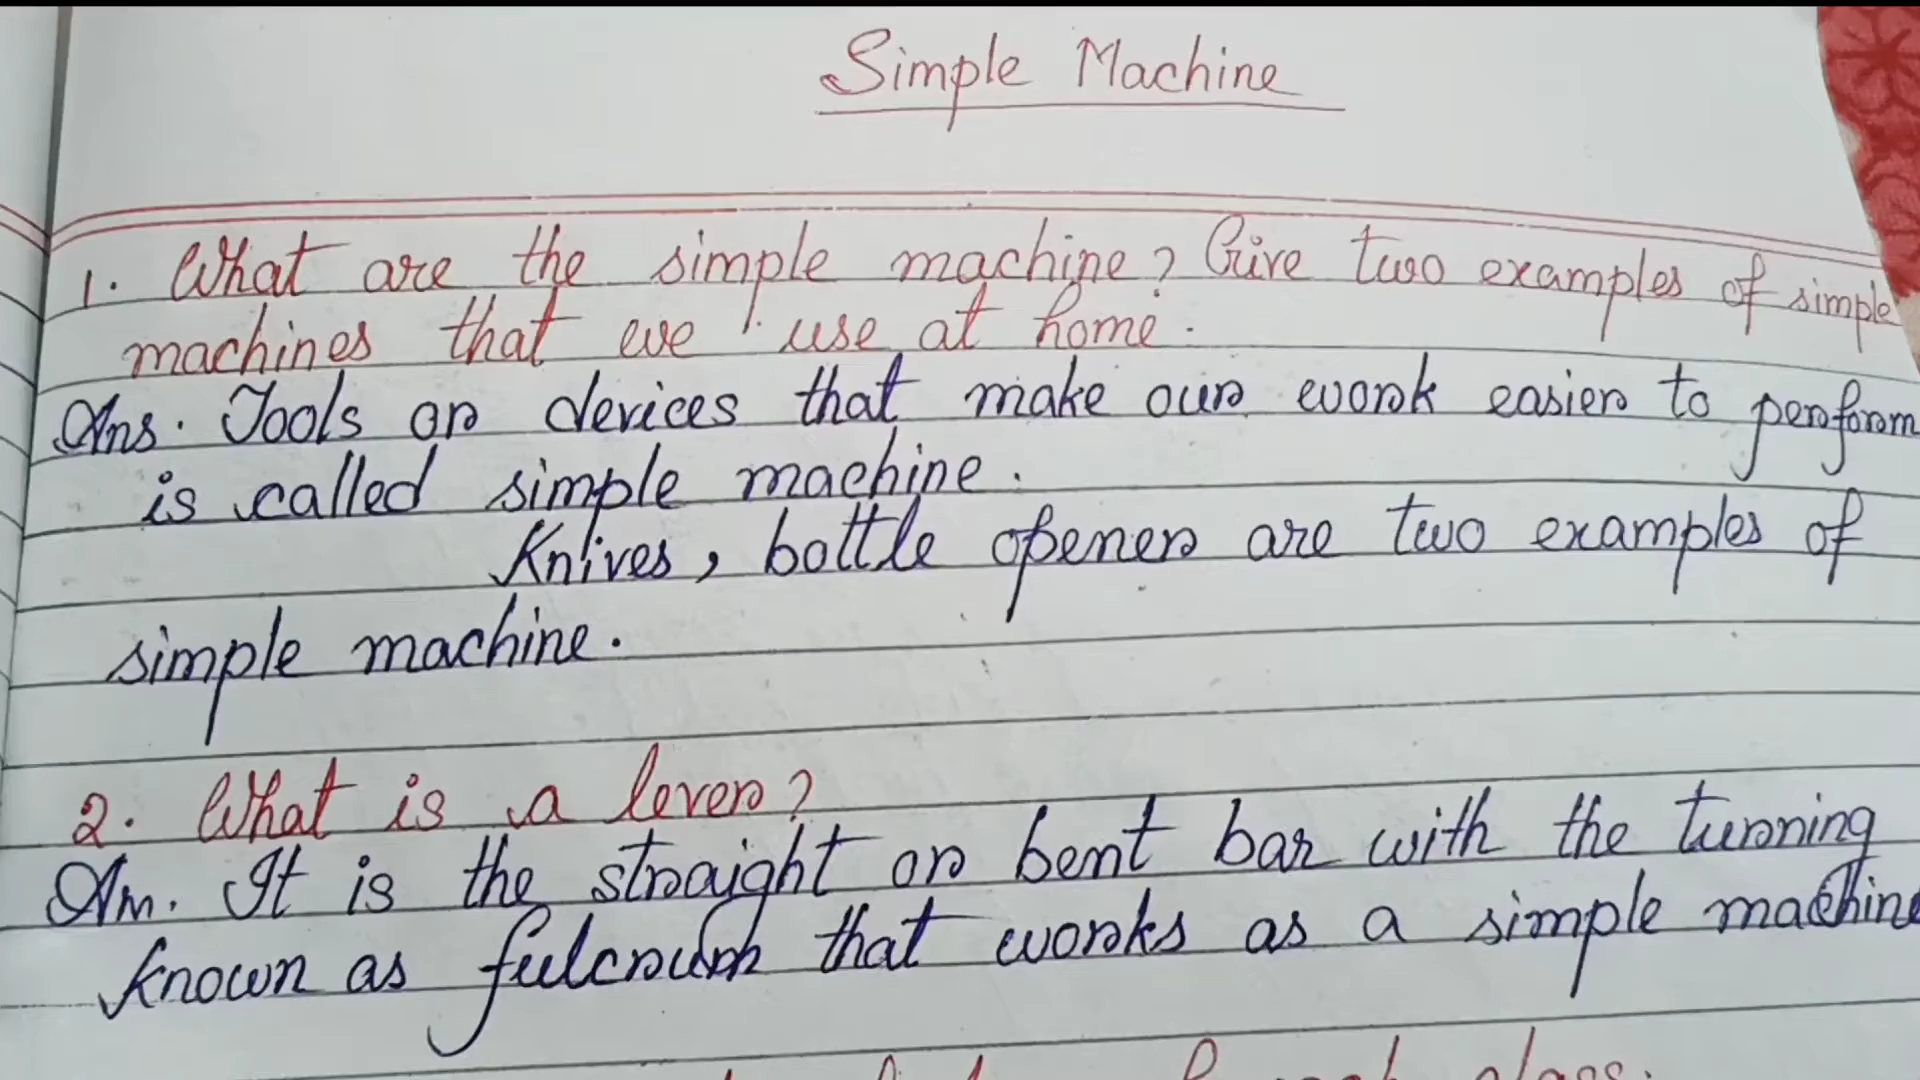 Simple Machine
1. What are the simple machine? Give two examples of simple
machines that we use at home.
Ans. Tools or devices that make our work easier to perform
is called simple machine.
Knives, bottle opener are two examples of
simple machine.
2. What is a lever?
Ans. It is the straight or bent bar with the turning
known as fulcrum that works as a simple machine
class.